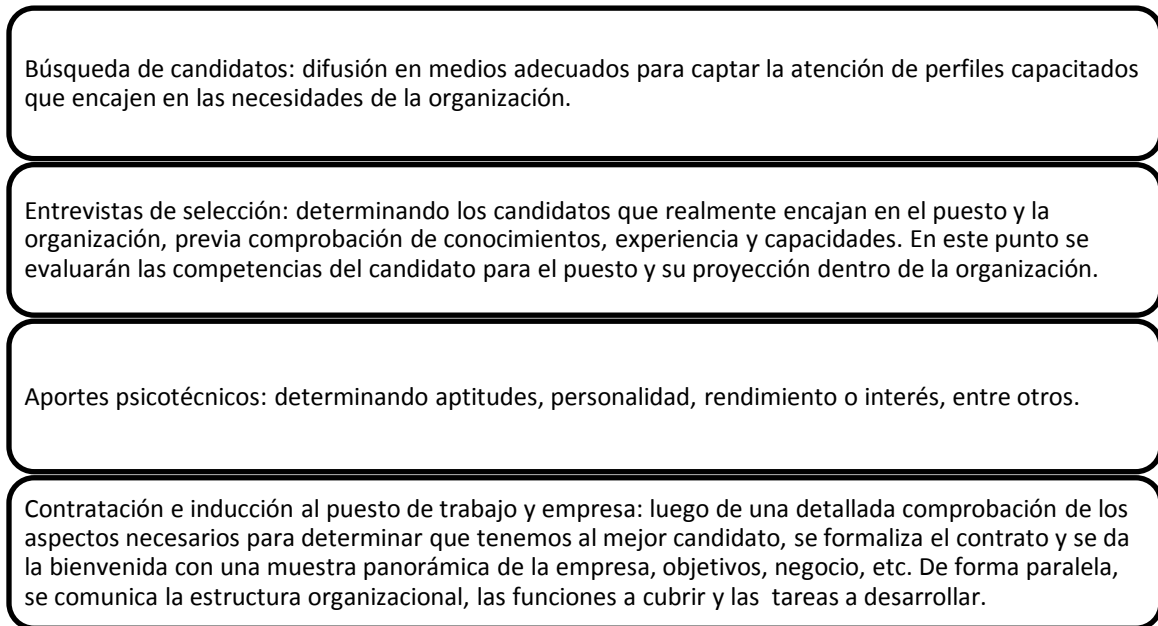 Búsqueda de candidatos: difusión en medios adecuados para captar la atención de perfiles capacitados
que encajen en las necesidades de la organización.
Entrevistas de selección: determinando los candidatos que realmente encajan en el puesto y la
organización, previa comprobación de conocimientos, experiencia y capacidades. En este punto se
evaluarán las competencias del candidato para el puesto y su proyección dentro de la organización.
Aportes psicotécnicos: determinando aptitudes, personalidad, rendimiento o interés, entre otros.
Contratación e inducción al puesto de trabajo y empresa: luego de una detallada comprobación de los
aspectos necesarios para determinar que tenemos al mejor candidato, se formaliza el contrato y se da
la bienvenida con una muestra panorámica de la empresa, objetivos, negocio, etc. De forma paralela,
se comunica la estructura organizacional, las funciones a cubrir y las  tareas a desarrollar.